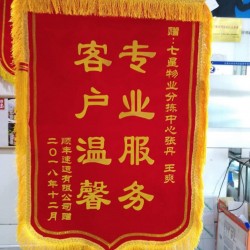 赠：七星物业分拣中心张丹 王爽
专业服务
客户温馨
顺丰速运有限公司赠
二〇一八年十二月